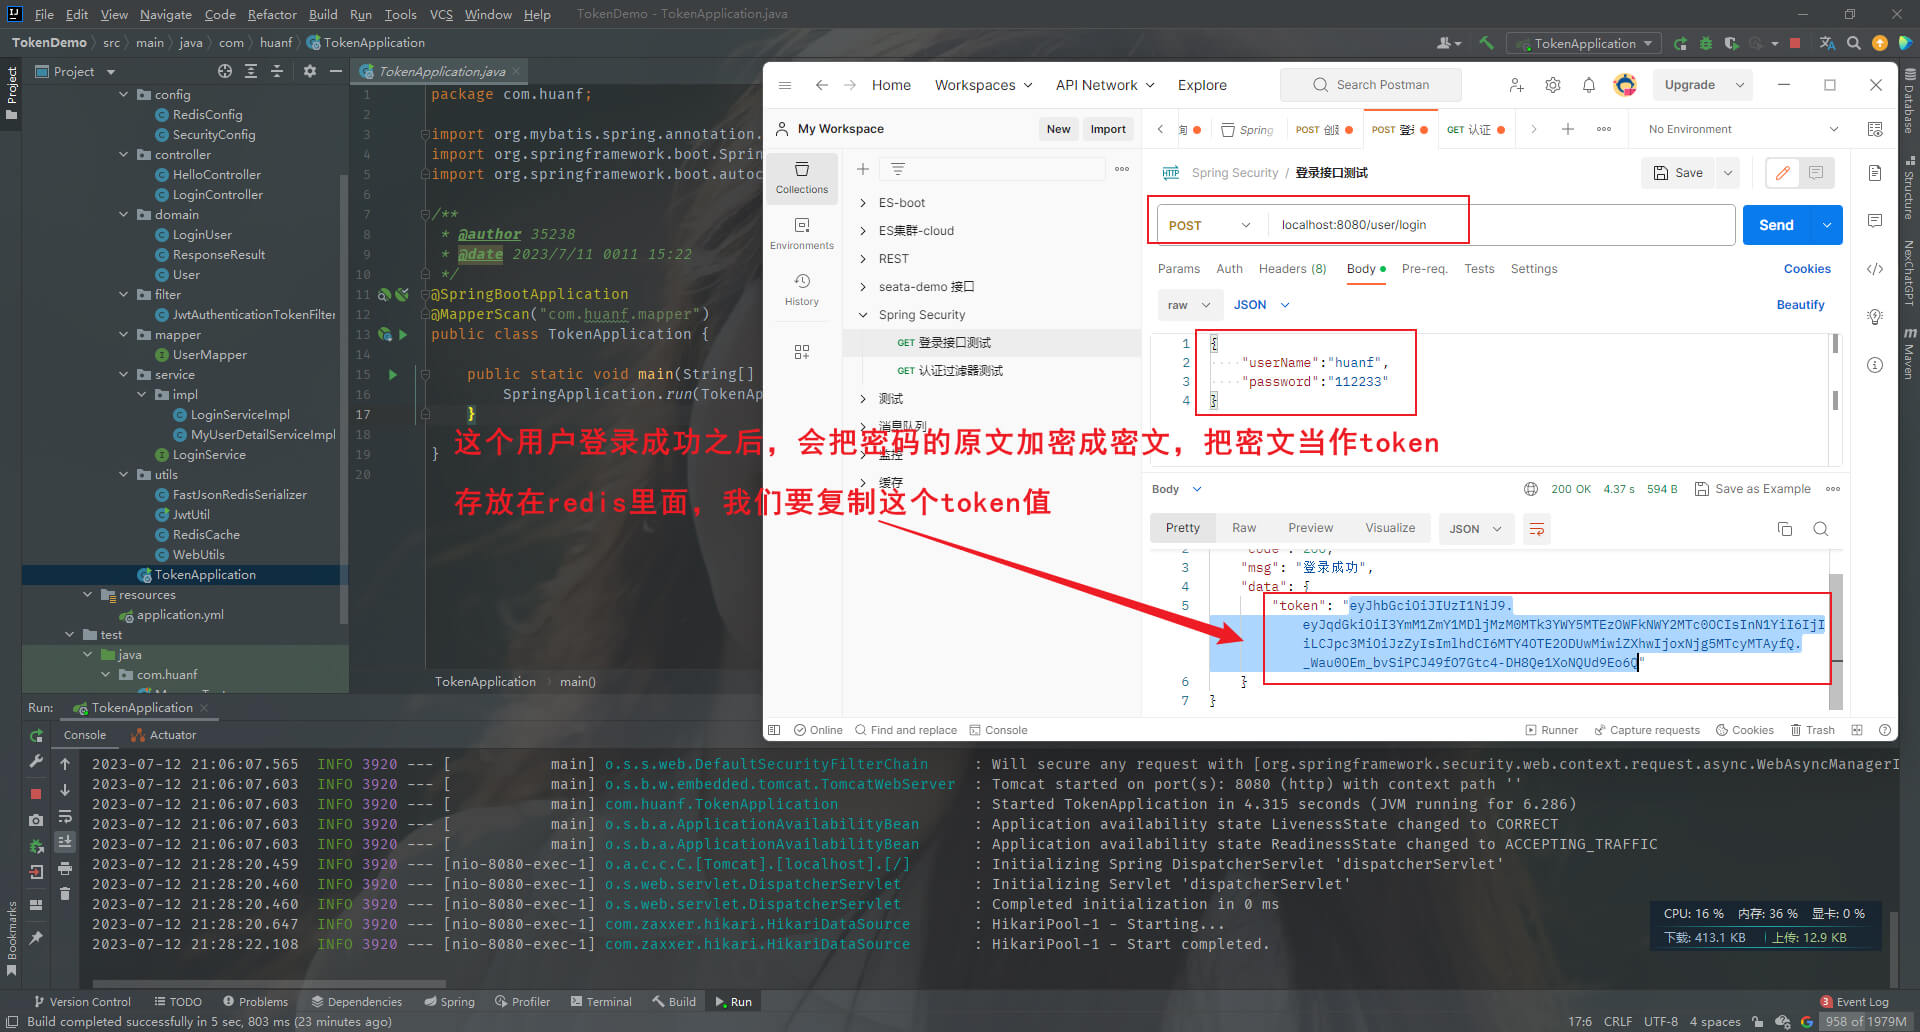 File Edit View Navigate Code Refactor Build Run Tools VCS Window Help TokenDemo - TokenApplication.java
TokenDemo src main java com huanf TokenApplication
TokenApplication
Project
Project
config
RedisConfig
SecurityConfig
controller
HelloController
LoginController
domain
LoginUser
ResponseResult
User
filter
JwtAuthenticationTokenFilter
mapper
UserMapper
service
impl
LoginServiceImpl
MyUserDetailServiceImpl
LoginService
utils
FastJsonRedisSerializer
JwtUtil
RedisCache
WebUtils
TokenApplication
resources
application.yml
test
java
com.huanf
TokenApplication.java
1 package com.huanf;
2
3 import org.mybatis.spring.annotation.
4 import org.springframework.boot.Sprin
5 import org.springframework.boot.autoc
6
7 /**
8 * @author 35238
9 * @date 2023/7/11 0011 15:22
10 */
11 @SpringBootApplication
12 @MapperScan("com.huanf.mapper")
13 public class TokenApplication {
14
15 public static void main(String[]
16 SpringApplication.run(TokenAp
17 }
18
19 }
20
TokenApplication main()
这个用户登录成功之后，会把密码的原文加密成密文，把密文当作token
存放在redis里面，我们要复制这个token值
Home Workspaces API Network Explore Search Postman Upgrade
My Workspace New Import
Collections
Environments
History
ES-boot
ES集群-cloud
REST
seata-demo 接口
Spring Security
GET 登录接口测试
GET 认证过滤器测试
测试
消息队列
监控
缓存
Spring POST POST GET 认证 No Environment
HTTP Spring Security / 登录接口测试 Save
POST localhost:8080/user/login Send
Params Auth Headers (8) Body Pre-req. Tests Settings Cookies
raw JSON Beautify
1 {
2 "userName":"huanf",
3 "password":"112233"
4 }
Body 200 OK 4.37 s 594 B Save as Example
Pretty Raw Preview Visualize JSON
2 "code": 200,
3 "msg": "登录成功",
4 "data": {
5 "token": "eyJhbGciOiJIUzI1NiJ9.
eyJqdGkiOiI3YmM1ZmY1MDljMzM0MTk3YWY5MTEzOWFkNWY2MTc0OCIsInN1YiI6IjI
iLCJpc3MiOiJzZyIsImlhdCI6MTY4OTE2ODUwMiwiZXhwIjoxNjg5MTcyMTAyfQ.
_Wau0OEm_bvSiPCJ49fO7Gtc4-DH8Qe1XoNQUd9Eo6Q"
6 }
7 }
Online Find and replace Console Runner Capture requests Cookies Trash
Database
Structure
NexChatGPT
Maven
Run: TokenApplication
Console Actuator
2023-07-12 21:06:07.565 INFO 3920 --- [ main] o.s.s.web.DefaultSecurityFilterChain : Will secure any request with [org.springframework.security.web.context.request.async.WebAsyncManagerI
2023-07-12 21:06:07.603 INFO 3920 --- [ main] o.s.b.w.embedded.tomcat.TomcatWebServer : Tomcat started on port(s): 8080 (http) with context path ''
2023-07-12 21:06:07.603 INFO 3920 --- [ main] com.huanf.TokenApplication : Started TokenApplication in 4.315 seconds (JVM running for 6.286)
2023-07-12 21:06:07.603 INFO 3920 --- [ main] o.s.b.a.ApplicationAvailabilityBean : Application availability state LivenessState changed to CORRECT
2023-07-12 21:06:07.603 INFO 3920 --- [ main] o.s.b.a.ApplicationAvailabilityBean : Application availability state ReadinessState changed to ACCEPTING_TRAFFIC
2023-07-12 21:28:20.459 INFO 3920 --- [nio-8080-exec-1] o.a.c.c.C.[Tomcat].[localhost].[/] : Initializing Spring DispatcherServlet 'dispatcherServlet'
2023-07-12 21:28:20.460 INFO 3920 --- [nio-8080-exec-1] o.s.web.servlet.DispatcherServlet : Initializing Servlet 'dispatcherServlet'
2023-07-12 21:28:20.460 INFO 3920 --- [nio-8080-exec-1] o.s.web.servlet.DispatcherServlet : Completed initialization in 0 ms
2023-07-12 21:28:20.647 INFO 3920 --- [nio-8080-exec-1] com.zaxxer.hikari.HikariDataSource : HikariPool-1 - Starting...
2023-07-12 21:28:22.108 INFO 3920 --- [nio-8080-exec-1] com.zaxxer.hikari.HikariDataSource : HikariPool-1 - Start completed.
CPU: 16 % 内存: 36 % 显卡: 0 %
下载: 413.1 KB 上传: 12.9 KB
Bookmarks
Version Control TODO Problems Dependencies Spring Profiler Terminal Build Run 3 Event Log
Build completed successfully in 5 sec, 803 ms (23 minutes ago) 17:6 CRLF UTF-8 4 spaces 958 of 1979M